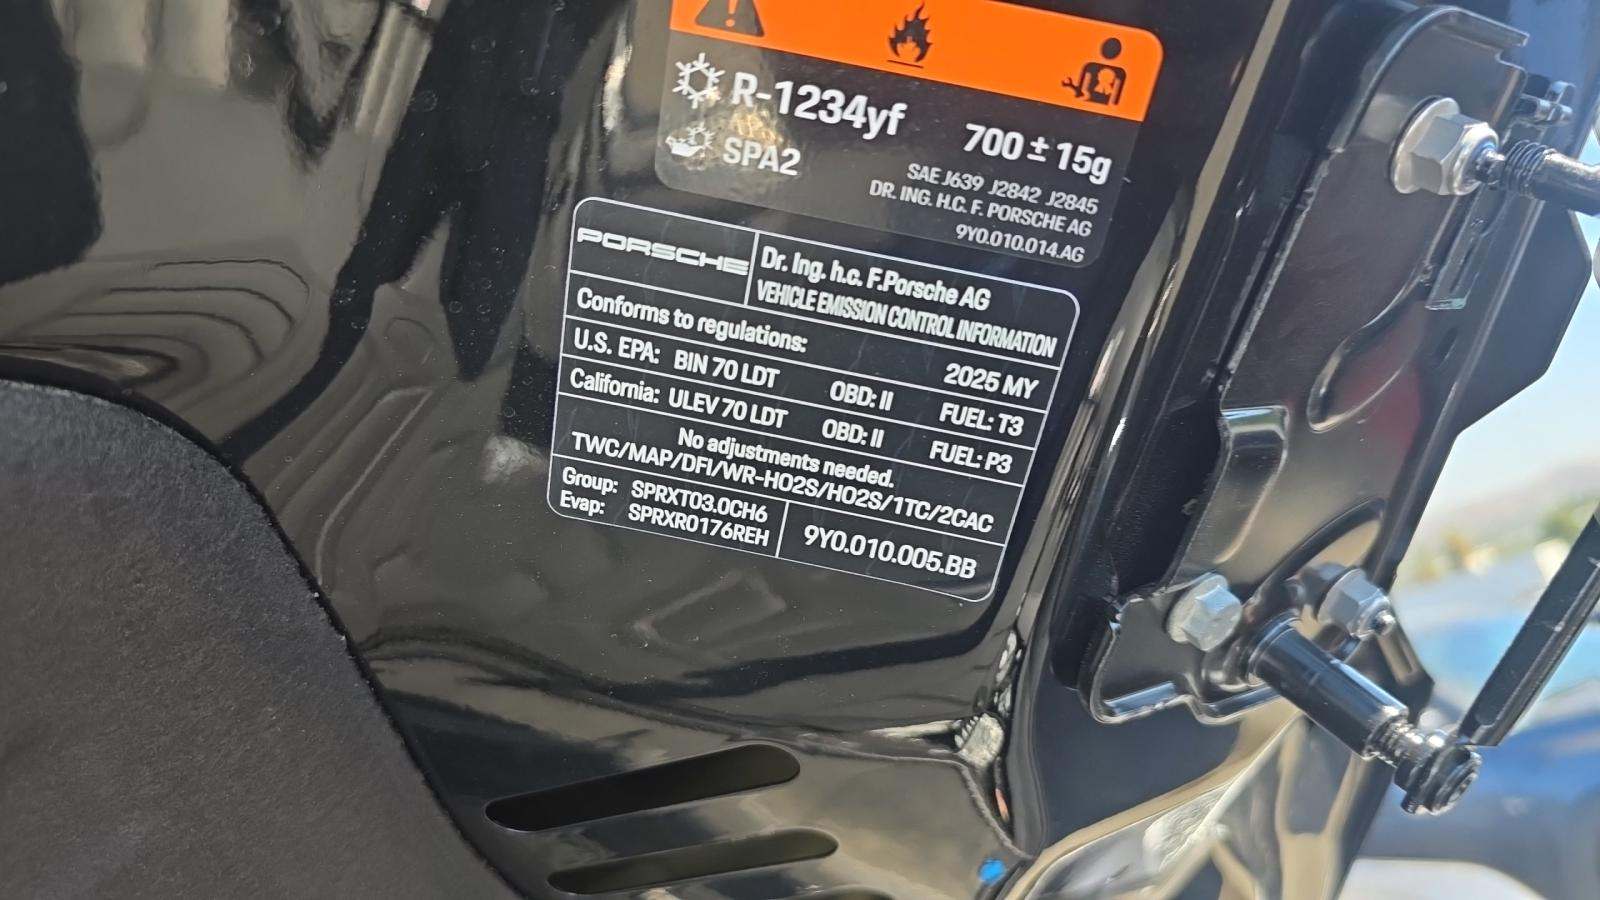 R-1234yf
700 ± 15g
SPA2
SAE J639 J2842 J2845
DR. ING. H.C. F. PORSCHE AG
9Y0.010.014.AG
PORSCHE
Dr. Ing. h.c. F.Porsche AG
VEHICLE EMISSION CONTROL INFORMATION
Conforms to regulations:
2025 MY
U.S. EPA: BIN 70 LDT OBD: II FUEL: T3
California: ULEV 70 LDT OBD: II FUEL: P3
No adjustments needed.
TWC/MAP/DFI/WR-HO2S/HO2S/1TC/2CAC
Group: SPRXT03.0CH6
Evap: SPRXR0176REH
9Y0.010.005.BB